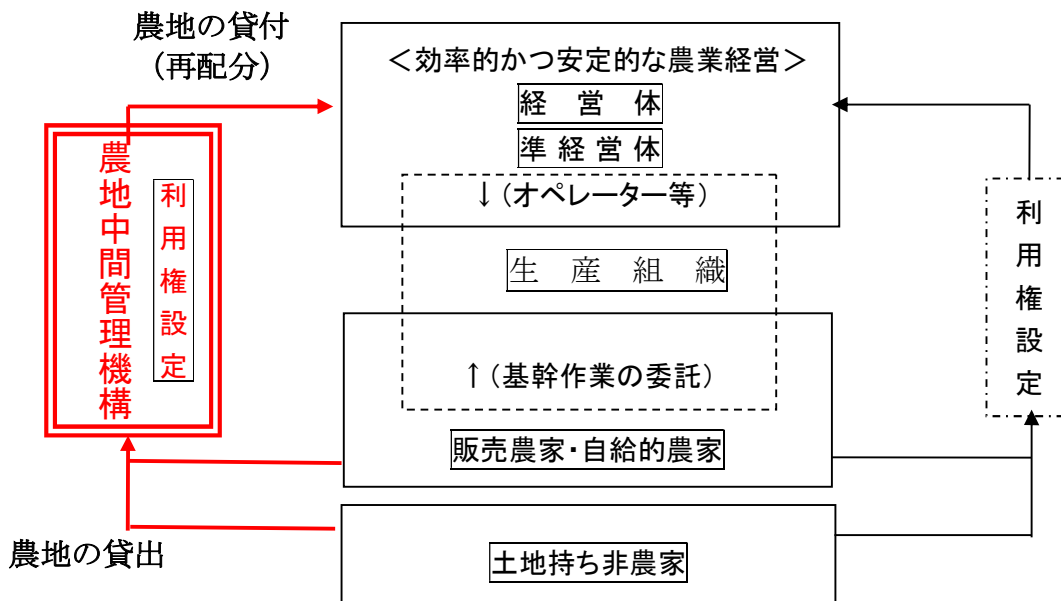 農地の貸付
（再配分）
＜効率的かつ安定的な農業経営＞
経　営　体
準経営体
↓（オペレーター等）
生　産　組　織
↑（基幹作業の委託）
販売農家・自給的農家
土地持ち非農家
農地中間管理機構
利用権設定
農地の貸出
利用権設定